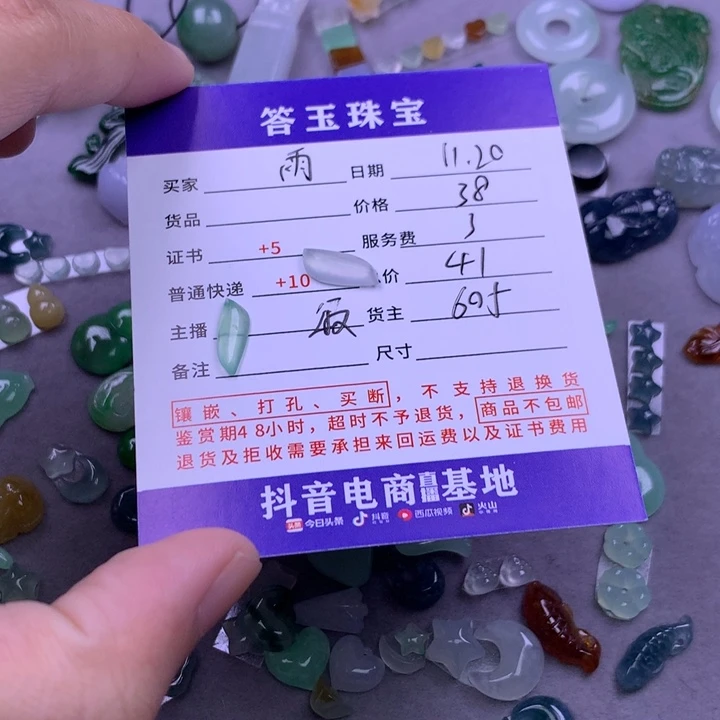 答玉珠宝
买家 雨 日期 11.20
货品 价格 38
证书 +5 服务费 3
普通快递 +10 价 41
主播 货主 695
备注 尺寸
镶嵌、打孔、买断，不支持退换货
鉴赏期48小时，超时不予退货，商品不包邮
退货及拒收需要承担来回运费以及证书费用
抖音电商直播基地
头条 今日头条 抖音 西瓜视频 火山